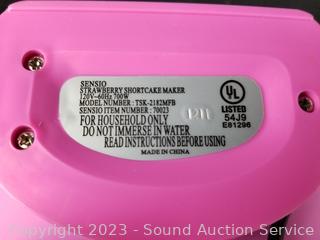 SENSIO
STRAWBERRY SHORTCAKE MAKER
120V~60Hz 700W
MODEL NUMBER : TSK-2182MFB
SENSIO ITEM NUMBER : 70023
FOR HOUSEHOLD ONLY
DO NOT IMMERSE IN WATER
READ INSTRUCTIONS BEFORE USING
MADE IN CHINA
1211
UL
LISTED
54J9
E81296
Copyright 2023 - Sound Auction Service